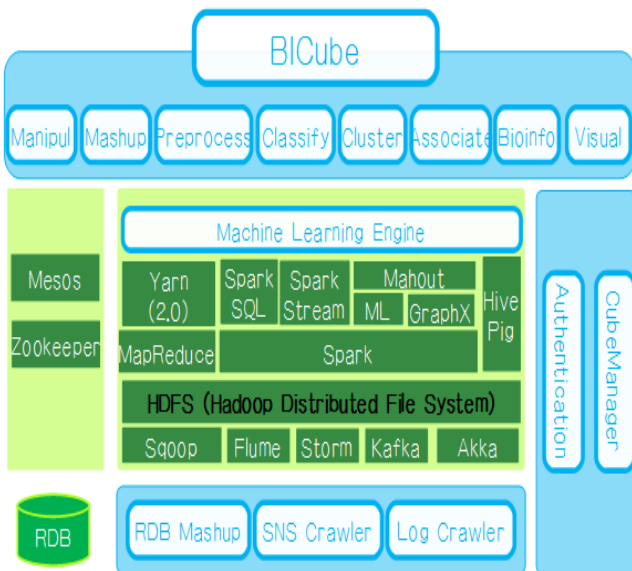 BICube
Manipul Mashup Preprocess Classify Cluster Associate Bioinfo Visual
Machine Learning Engine
Mesos
Zookeeper
Yarn
(2.0)
Spark
SQL
Spark
Stream
Mahout
ML GraphX
Hive
Pig
MapReduce Spark
HDFS (Hadoop Distributed File System)
Sqoop Flume Storm Kafka Akka
Authentication
CubeManager
RDB
RDB Mashup SNS Crawler Log Crawler